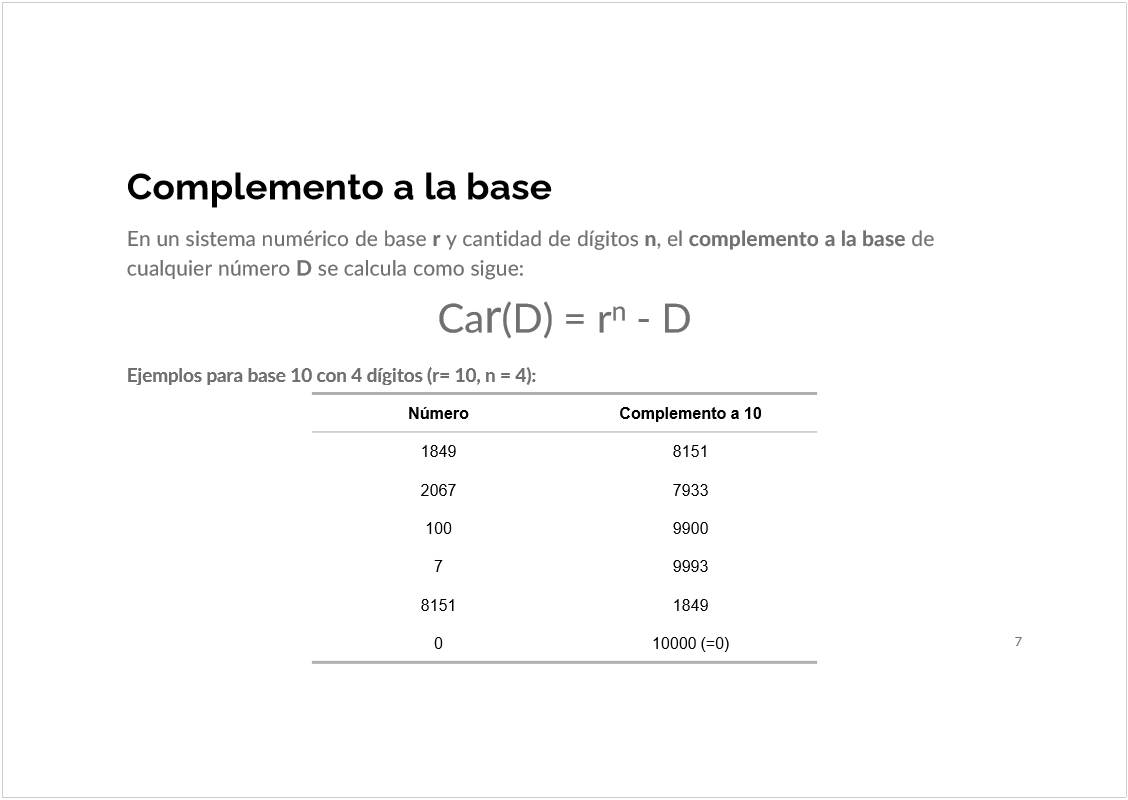 Complemento a la base
En un sistema numérico de base r y cantidad de dígitos n, el complemento a la base de
cualquier número D se calcula como sigue:
Car(D) = rⁿ - D
Ejemplos para base 10 con 4 dígitos (r= 10, n = 4):
Número Complemento a 10
1849 8151
2067 7933
100 9900
7 9993
8151 1849
0 10000 (=0)
7